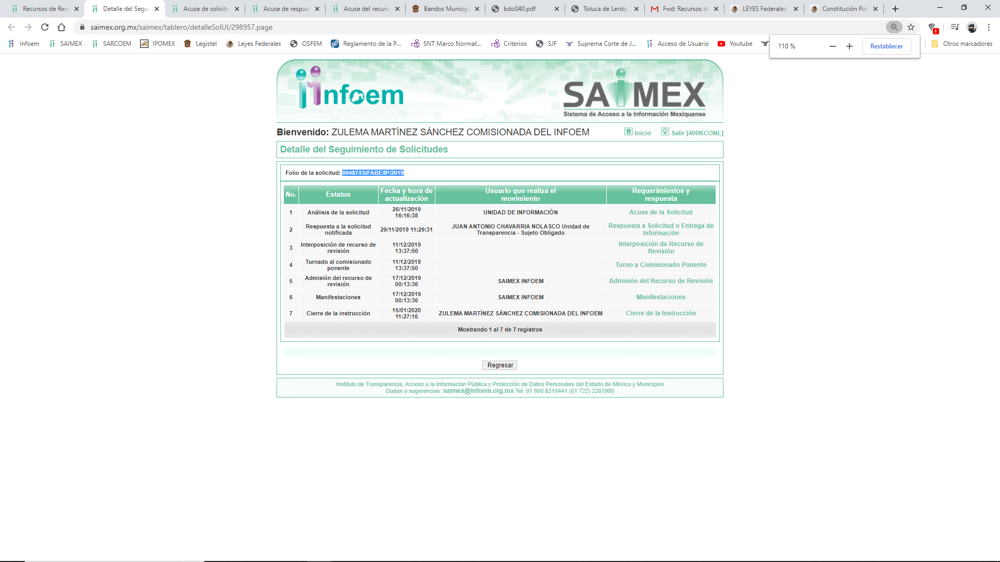 Recursos de Revi
Detalle del Segui
Acuse de solicitu
Acuse de respues
Acuse del recurso
Bandos Municipa
bdo040.pdf
Toluca de Lerdo,
Fwd: Recursos de
LEYES Federales
Constitución Polí
saimex.org.mx/saimex/tablero/detalleSolUI/298957.page
Infoem
SAIMEX
SARCOEM
IPOMEX
Legistel
Leyes Federales
OSFEM
Reglamento de la P...
SNT Marco Normat...
Criterios
SJF
Suprema Corte de J...
Acceso de Usuario
Youtube
Otros marcadores
110 %
Restablecer
infoem
SAIMEX
Sistema de Acceso a la Información Mexiquense
Bienvenido: ZULEMA MARTÍNEZ SÁNCHEZ COMISIONADA DEL INFOEM
Inicio
Salir [400KCONL]
Detalle del Seguimiento de Solicitudes
Folio de la solicitud: 00487/ISIFABE/IP/2019
No.
Estatus
Fecha y hora de
actualización
Usuario que realiza el
movimiento
Requerimientos y
respuesta
1
Análisis de la solicitud
26/11/2019
16:16:38
UNIDAD DE INFORMACIÓN
Acuse de la Solicitud
2
Respuesta a la solicitud
notificada
29/11/2019 11:29:31
JUAN ANTONIO CHAVARRIA NOLASCO Unidad de
Transparencia - Sujeto Obligado
Respuesta a Solicitud o Entrega de
Información
3
Interposición de recurso de
revisión
11/12/2019
13:37:50
Interposición de Recurso de
Revisión
4
Turnado al comisionado
ponente
11/12/2019
13:37:50
Turno a Comisionado Ponente
5
Admisión del recurso de
revisión
17/12/2019
00:13:36
SAIMEX INFOEM
Admisión del Recurso de Revisión
6
Manifestaciones
17/12/2019
00:13:36
SAIMEX INFOEM
Manifestaciones
7
Cierre de la instrucción
15/01/2020
11:27:16
ZULEMA MARTÍNEZ SÁNCHEZ COMISIONADA DEL INFOEM
Cierre de la Instrucción
Mostrando 1 al 7 de 7 registros
Regresar
Instituto de Transparencia, Acceso a la Información Pública y Protección de Datos Personales del Estado de México y Municipios
Dudas o sugerencias: saimex@infoem.org.mx Tel. 01 800 8210441 (01 722) 2261980